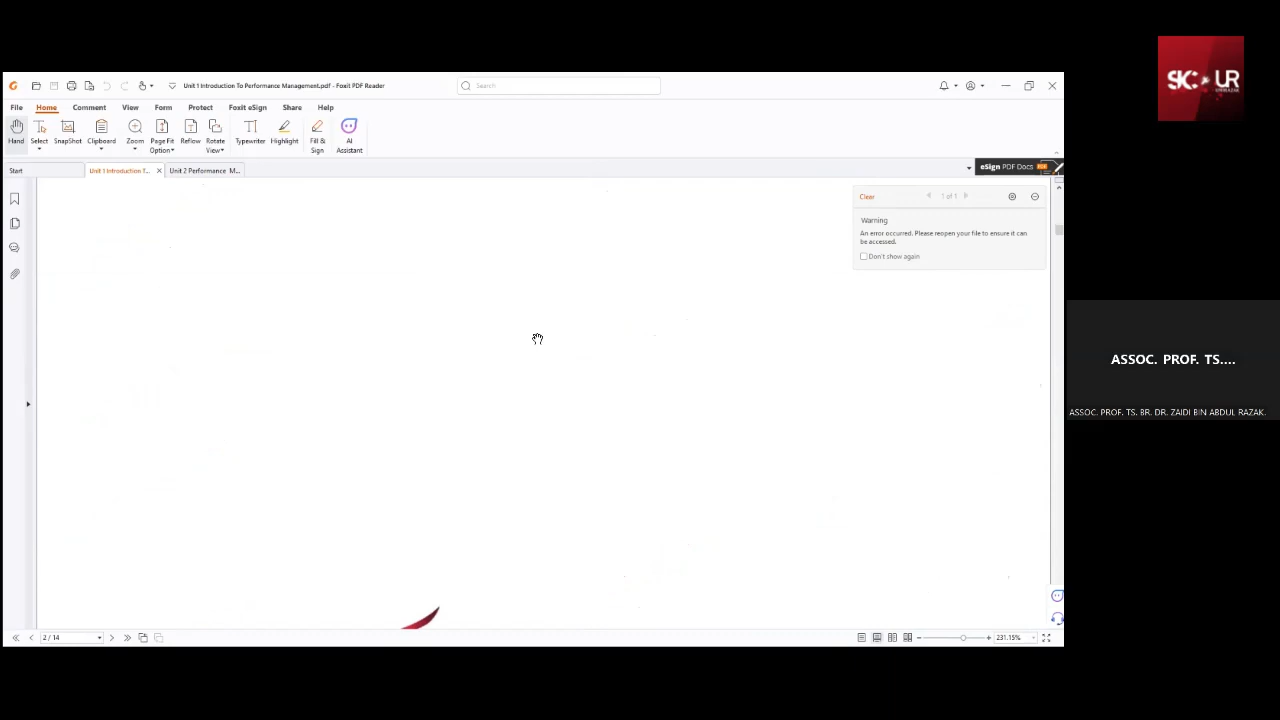 Unit 1 Introduction To Performance Management.pdf - Foxit PDF Reader
Search
File Home Comment View Form Protect Foxit eSign Share Help
Hand Select SnapShot Clipboard Zoom Page Fit Option Reflow Rotate View Typewriter Highlight Fill & Sign AI Assistant
Start Unit 1 Introduction T... Unit 2 Performance M...
eSign PDF Docs
Clear 1 of 1
Warning
An error occurred. Please reopen your file to ensure it can
be accessed.
Don't show again
ASSOC. PROF. TS....
ASSOC. PROF. TS. BR. DR. ZAIDI BIN ABDUL RAZAK.
2 / 14
231.15%